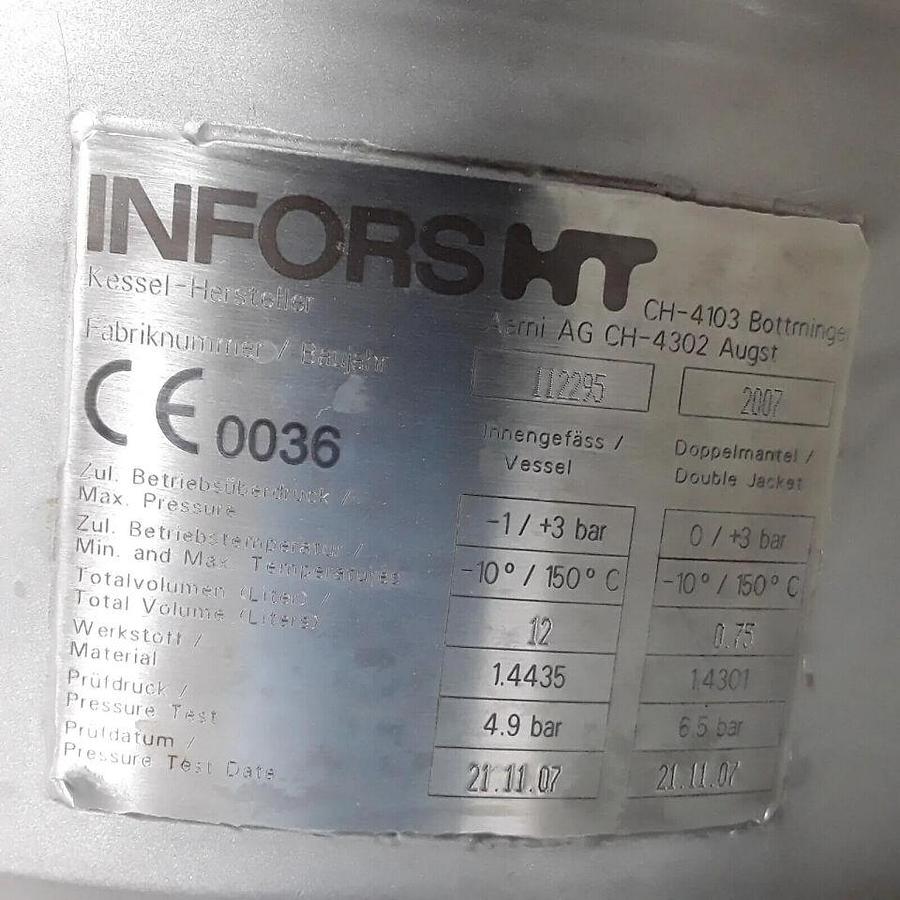 INFORS HT
CH-4103 Bottminge
Kessel-Hersteller Aerni AG CH-4302 Augst
Fabriknummer / Baujahr 112295 2007
CE 0036
Innengefäss / Doppelmantel /
Vessel Double Jacket
Zul. Betriebsüberdruck /
Max. Pressure -1 / +3 bar 0 / +3 bar
Zul. Betriebstemperatur /
Min. and Max. Temperatures -10° / 150° C -10° / 150° C
Totalvolumen (Liter) /
Total Volume (Liters) 12 0.75
Werkstoff /
Material 1.4435 1.4301
Prüfdruck /
Pressure Test 4.9 bar 6.5 bar
Prüfdatum /
Pressure Test Date 21.11.07 21.11.07